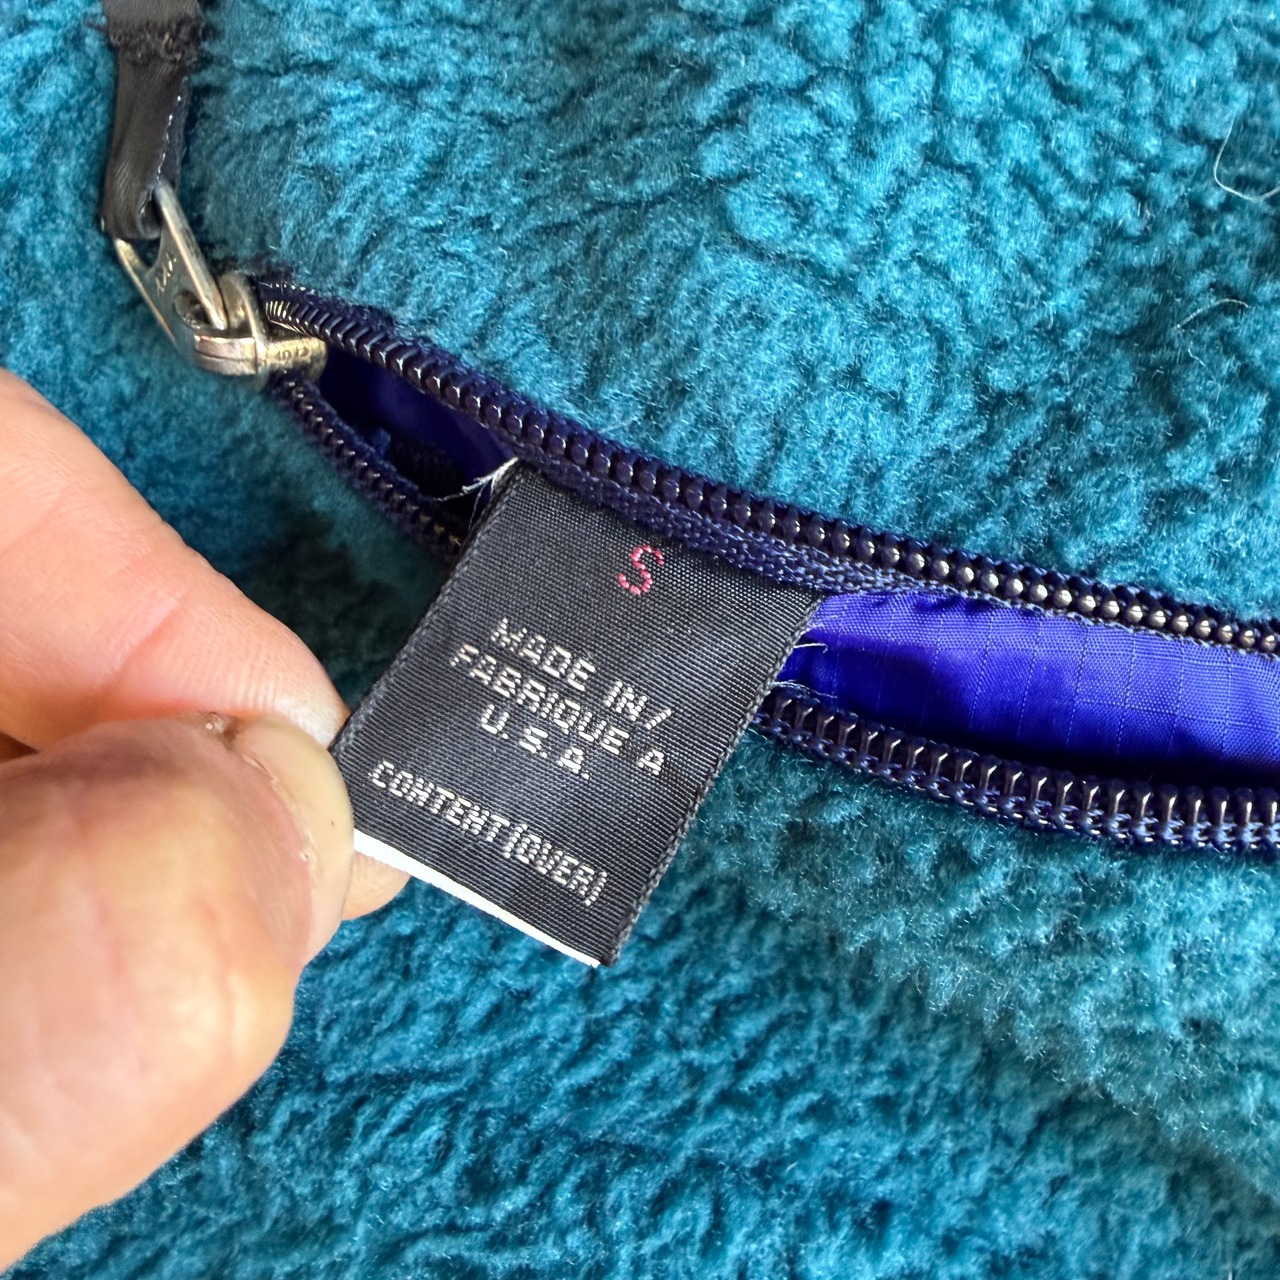 S
MADE IN/
FABRIQUE A
U.S.A.
CONTENT(OVER)